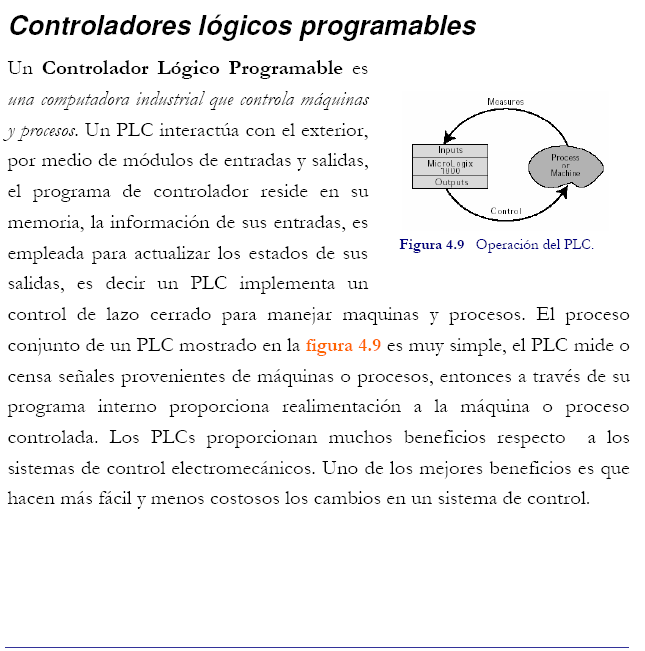 Controladores lógicos programables
Un Controlador Lógico Programable es
una computadora industrial que controla máquinas
y procesos. Un PLC interactúa con el exterior,
por medio de módulos de entradas y salidas,
el programa de controlador reside en su
memoria, la información de sus entradas, es
empleada para actualizar los estados de sus
salidas, es decir un PLC implementa un
Measures
Inputs
MicroLogix
1000
Outputs
Process
or
Machine
Control
Figura 4.9 Operación del PLC.
control de lazo cerrado para manejar maquinas y procesos. El proceso
conjunto de un PLC mostrado en la figura 4.9 es muy simple, el PLC mide o
censa señales provenientes de máquinas o procesos, entonces a través de su
programa interno proporciona realimentación a la máquina o proceso
controlada. Los PLCs proporcionan muchos beneficios respecto a los
sistemas de control electromecánicos. Uno de los mejores beneficios es que
hacen más fácil y menos costosos los cambios en un sistema de control.